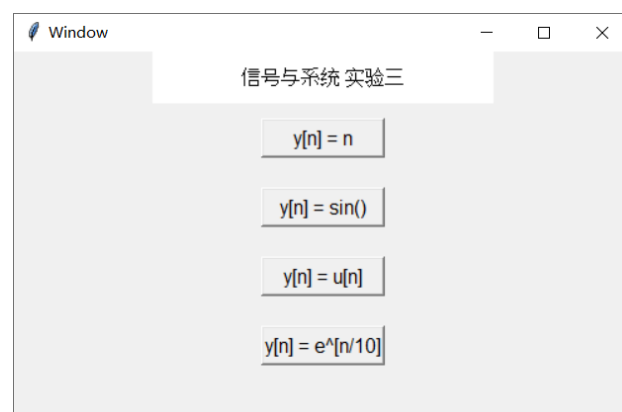 Window
信号与系统 实验三
y[n] = n
y[n] = sin()
y[n] = u[n]
y[n] = e^[n/10]